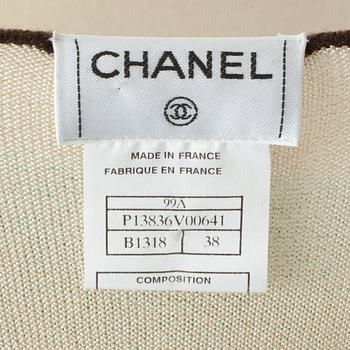 CHANEL
MADE IN FRANCE
FABRIQUE EN FRANCE
99A
P13836V00641
B1318 38
COMPOSITION